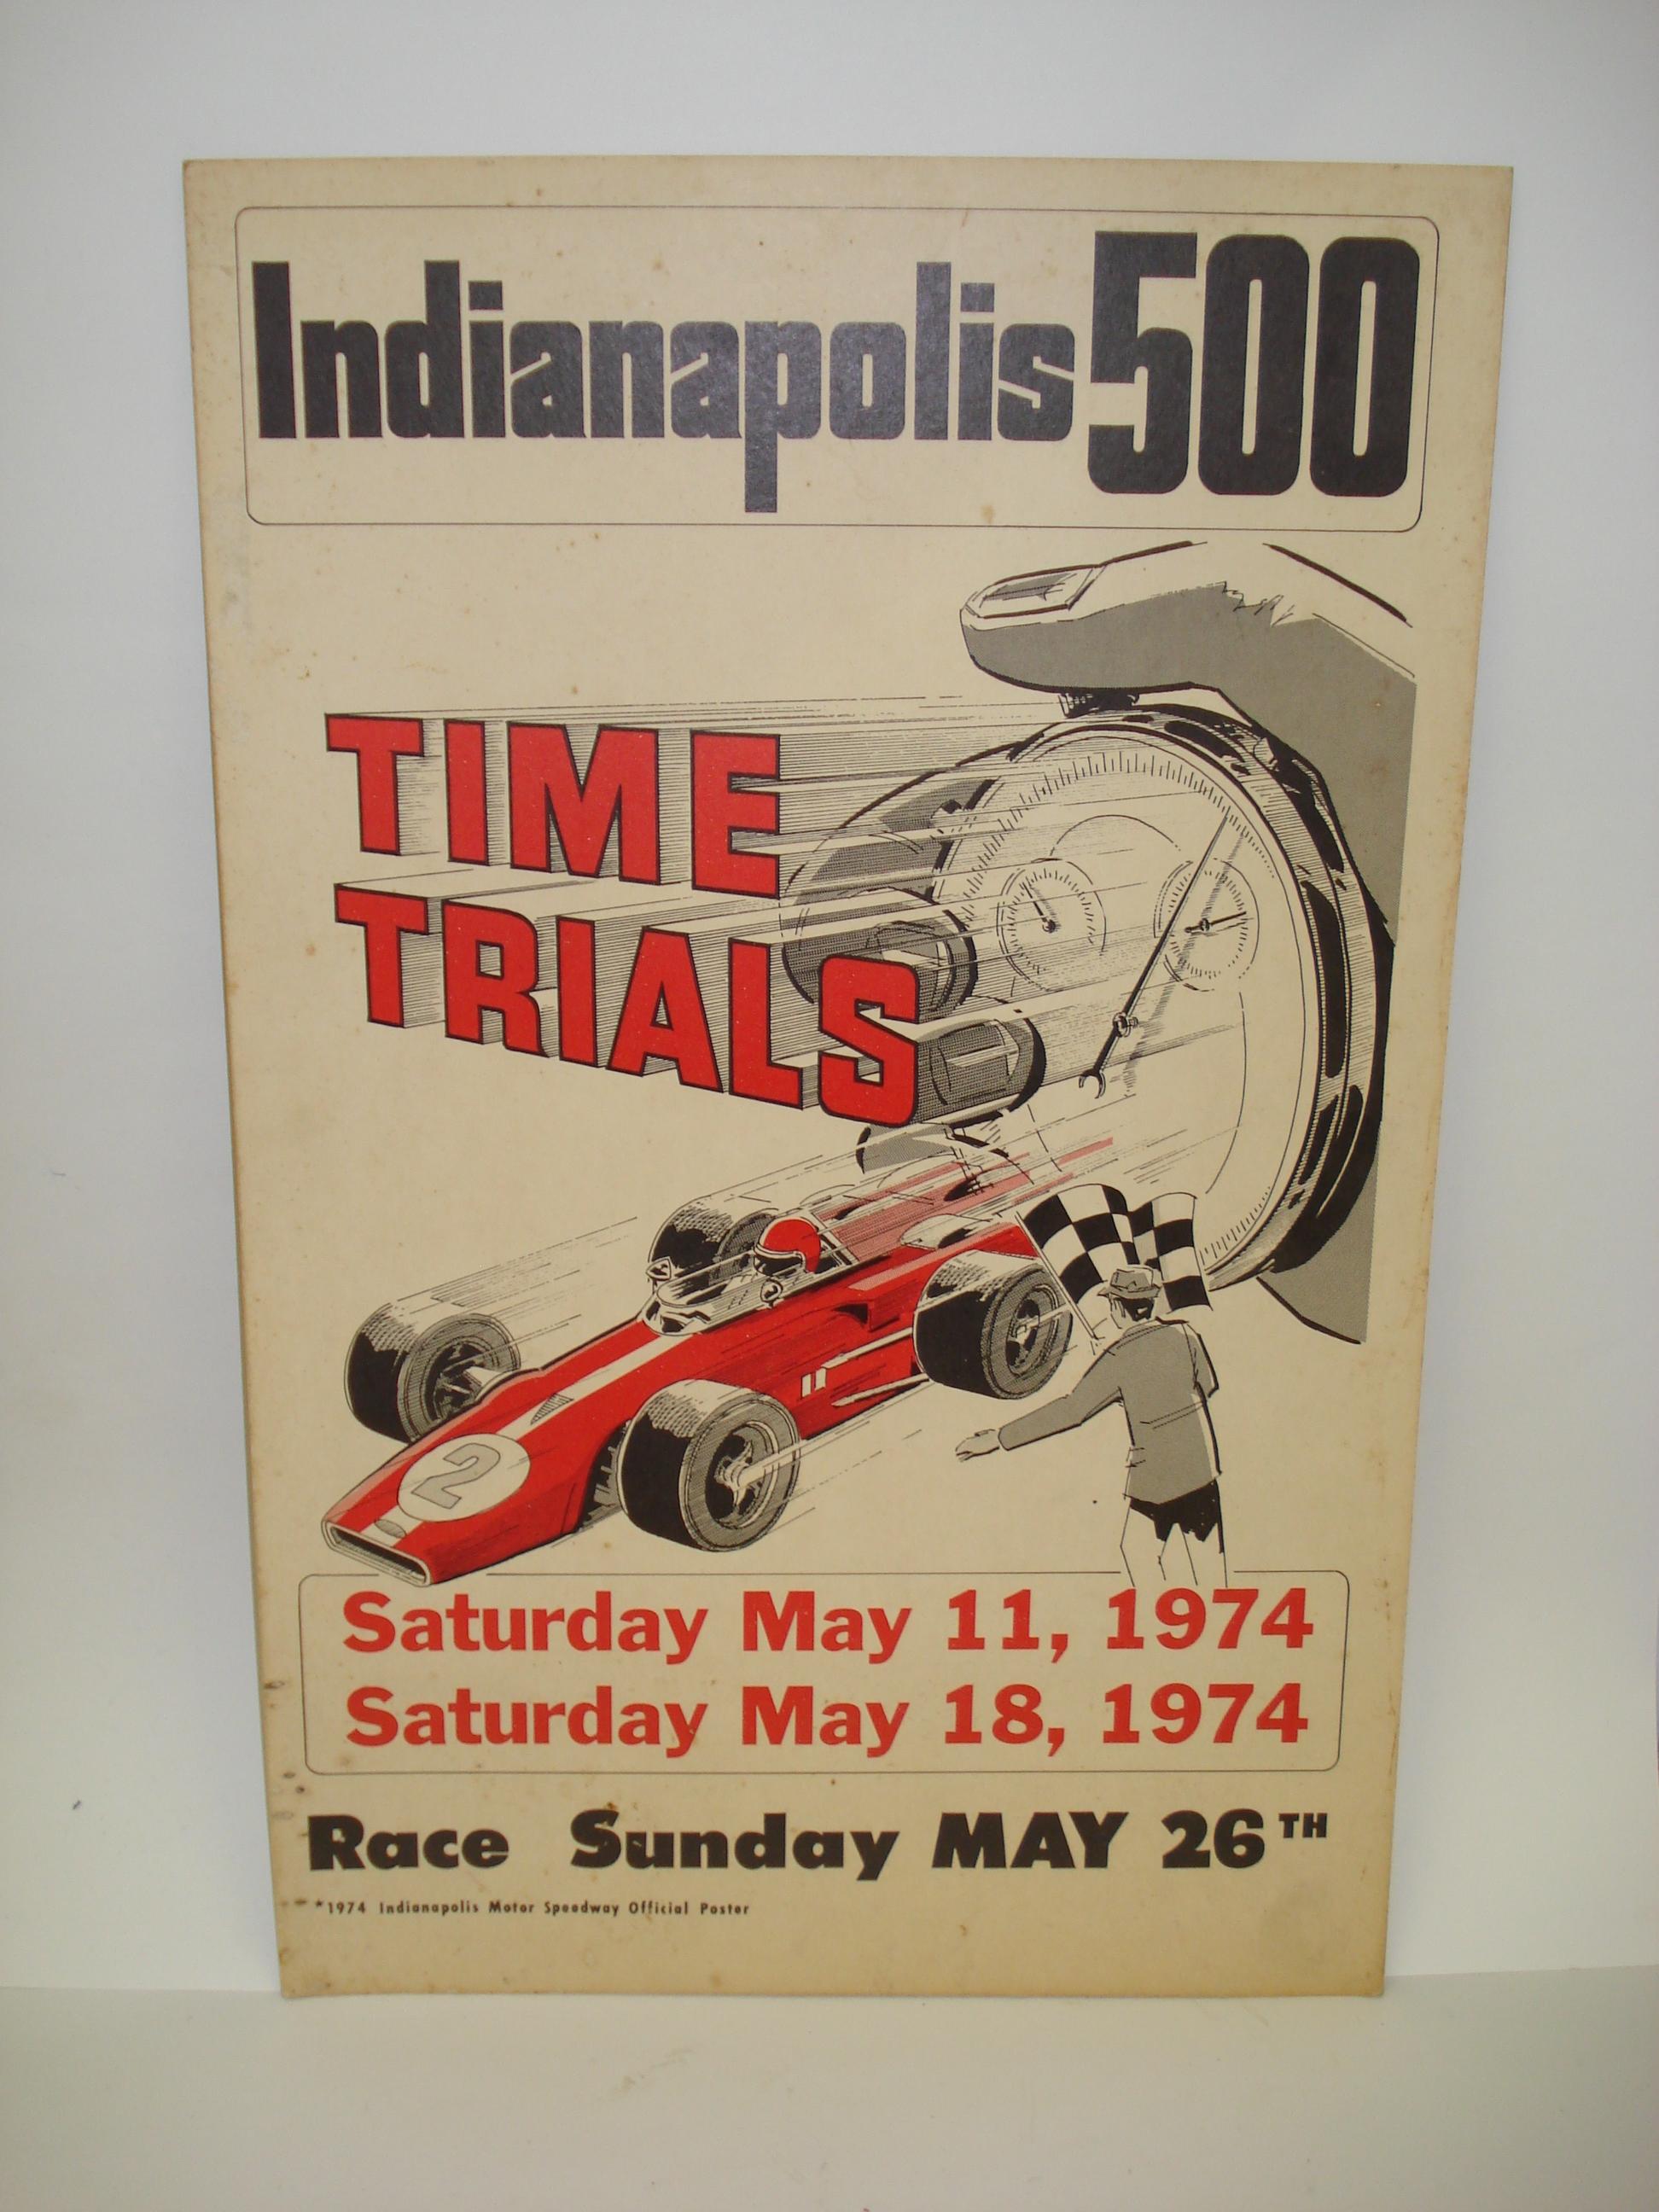 Indianapolis 500
TIME
TRIALS
2
Saturday May 11, 1974
Saturday May 18, 1974
Race Sunday MAY 26TH
*1974 Indianapolis Motor Speedway Official Poster